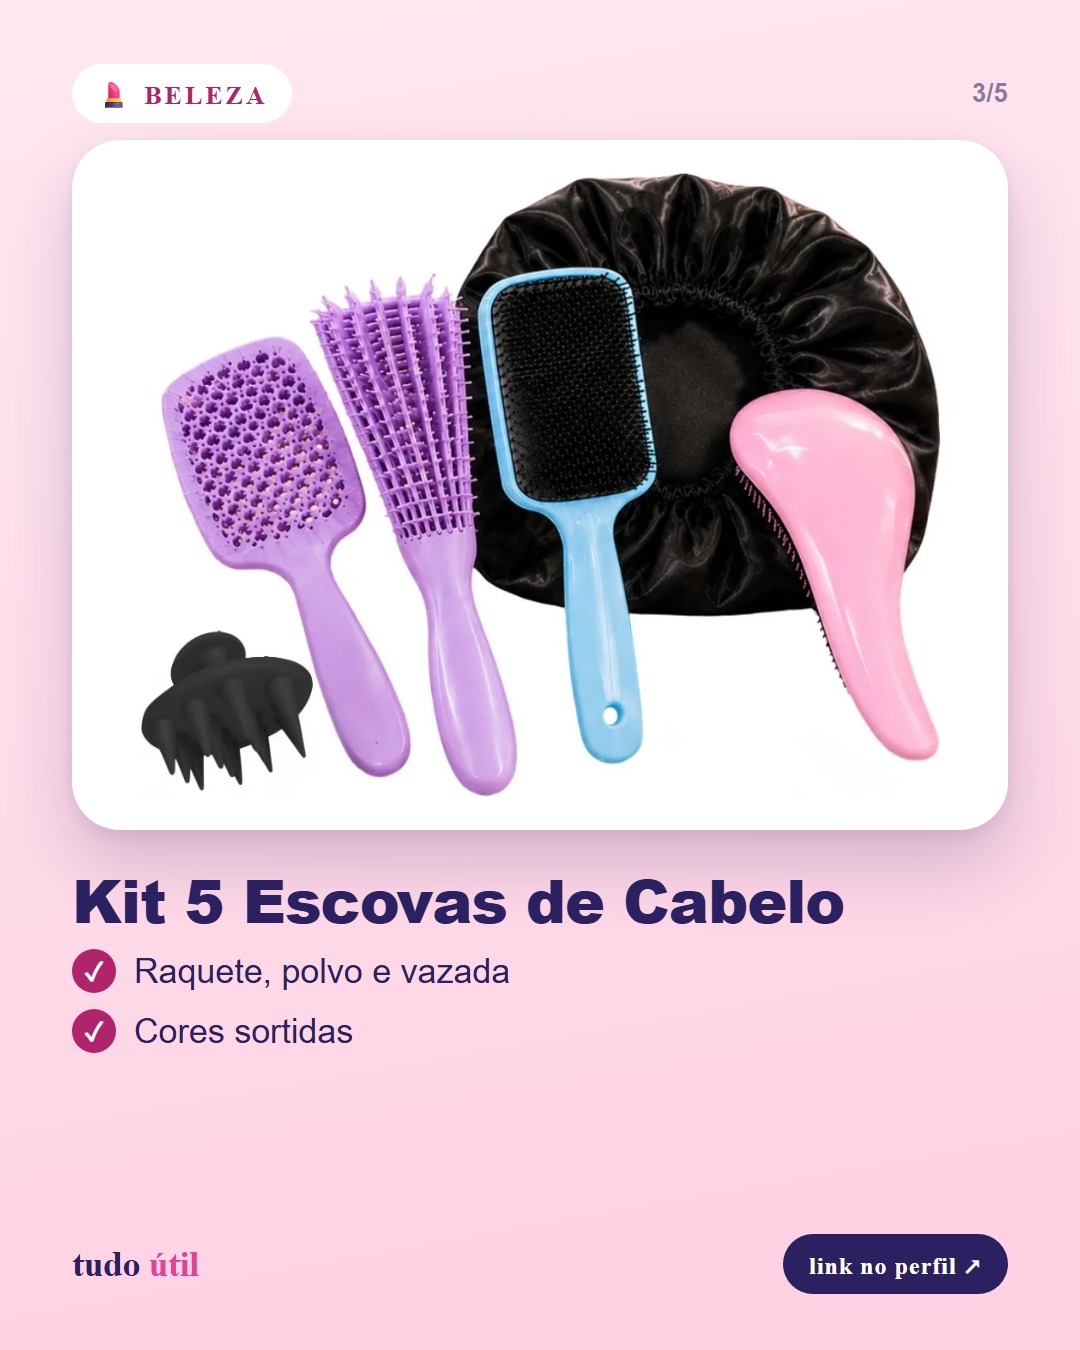 BELEZA
3/5
Kit 5 Escovas de Cabelo
Raquete, polvo e vazada
Cores sortidas
tudo útil
link no perfil ↗